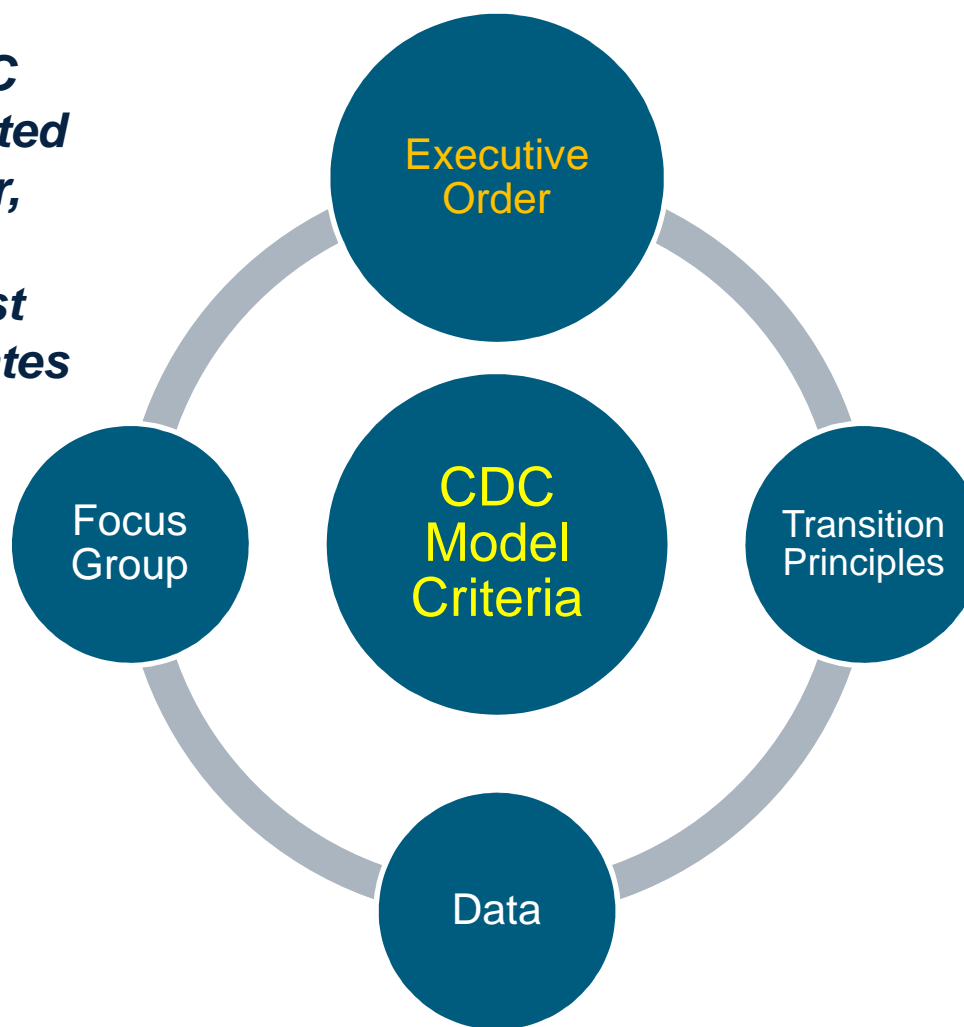 C
ted
r,
st
tes
Executive
Order
CDC
Model
Criteria
Focus
Group
Transition
Principles
Data